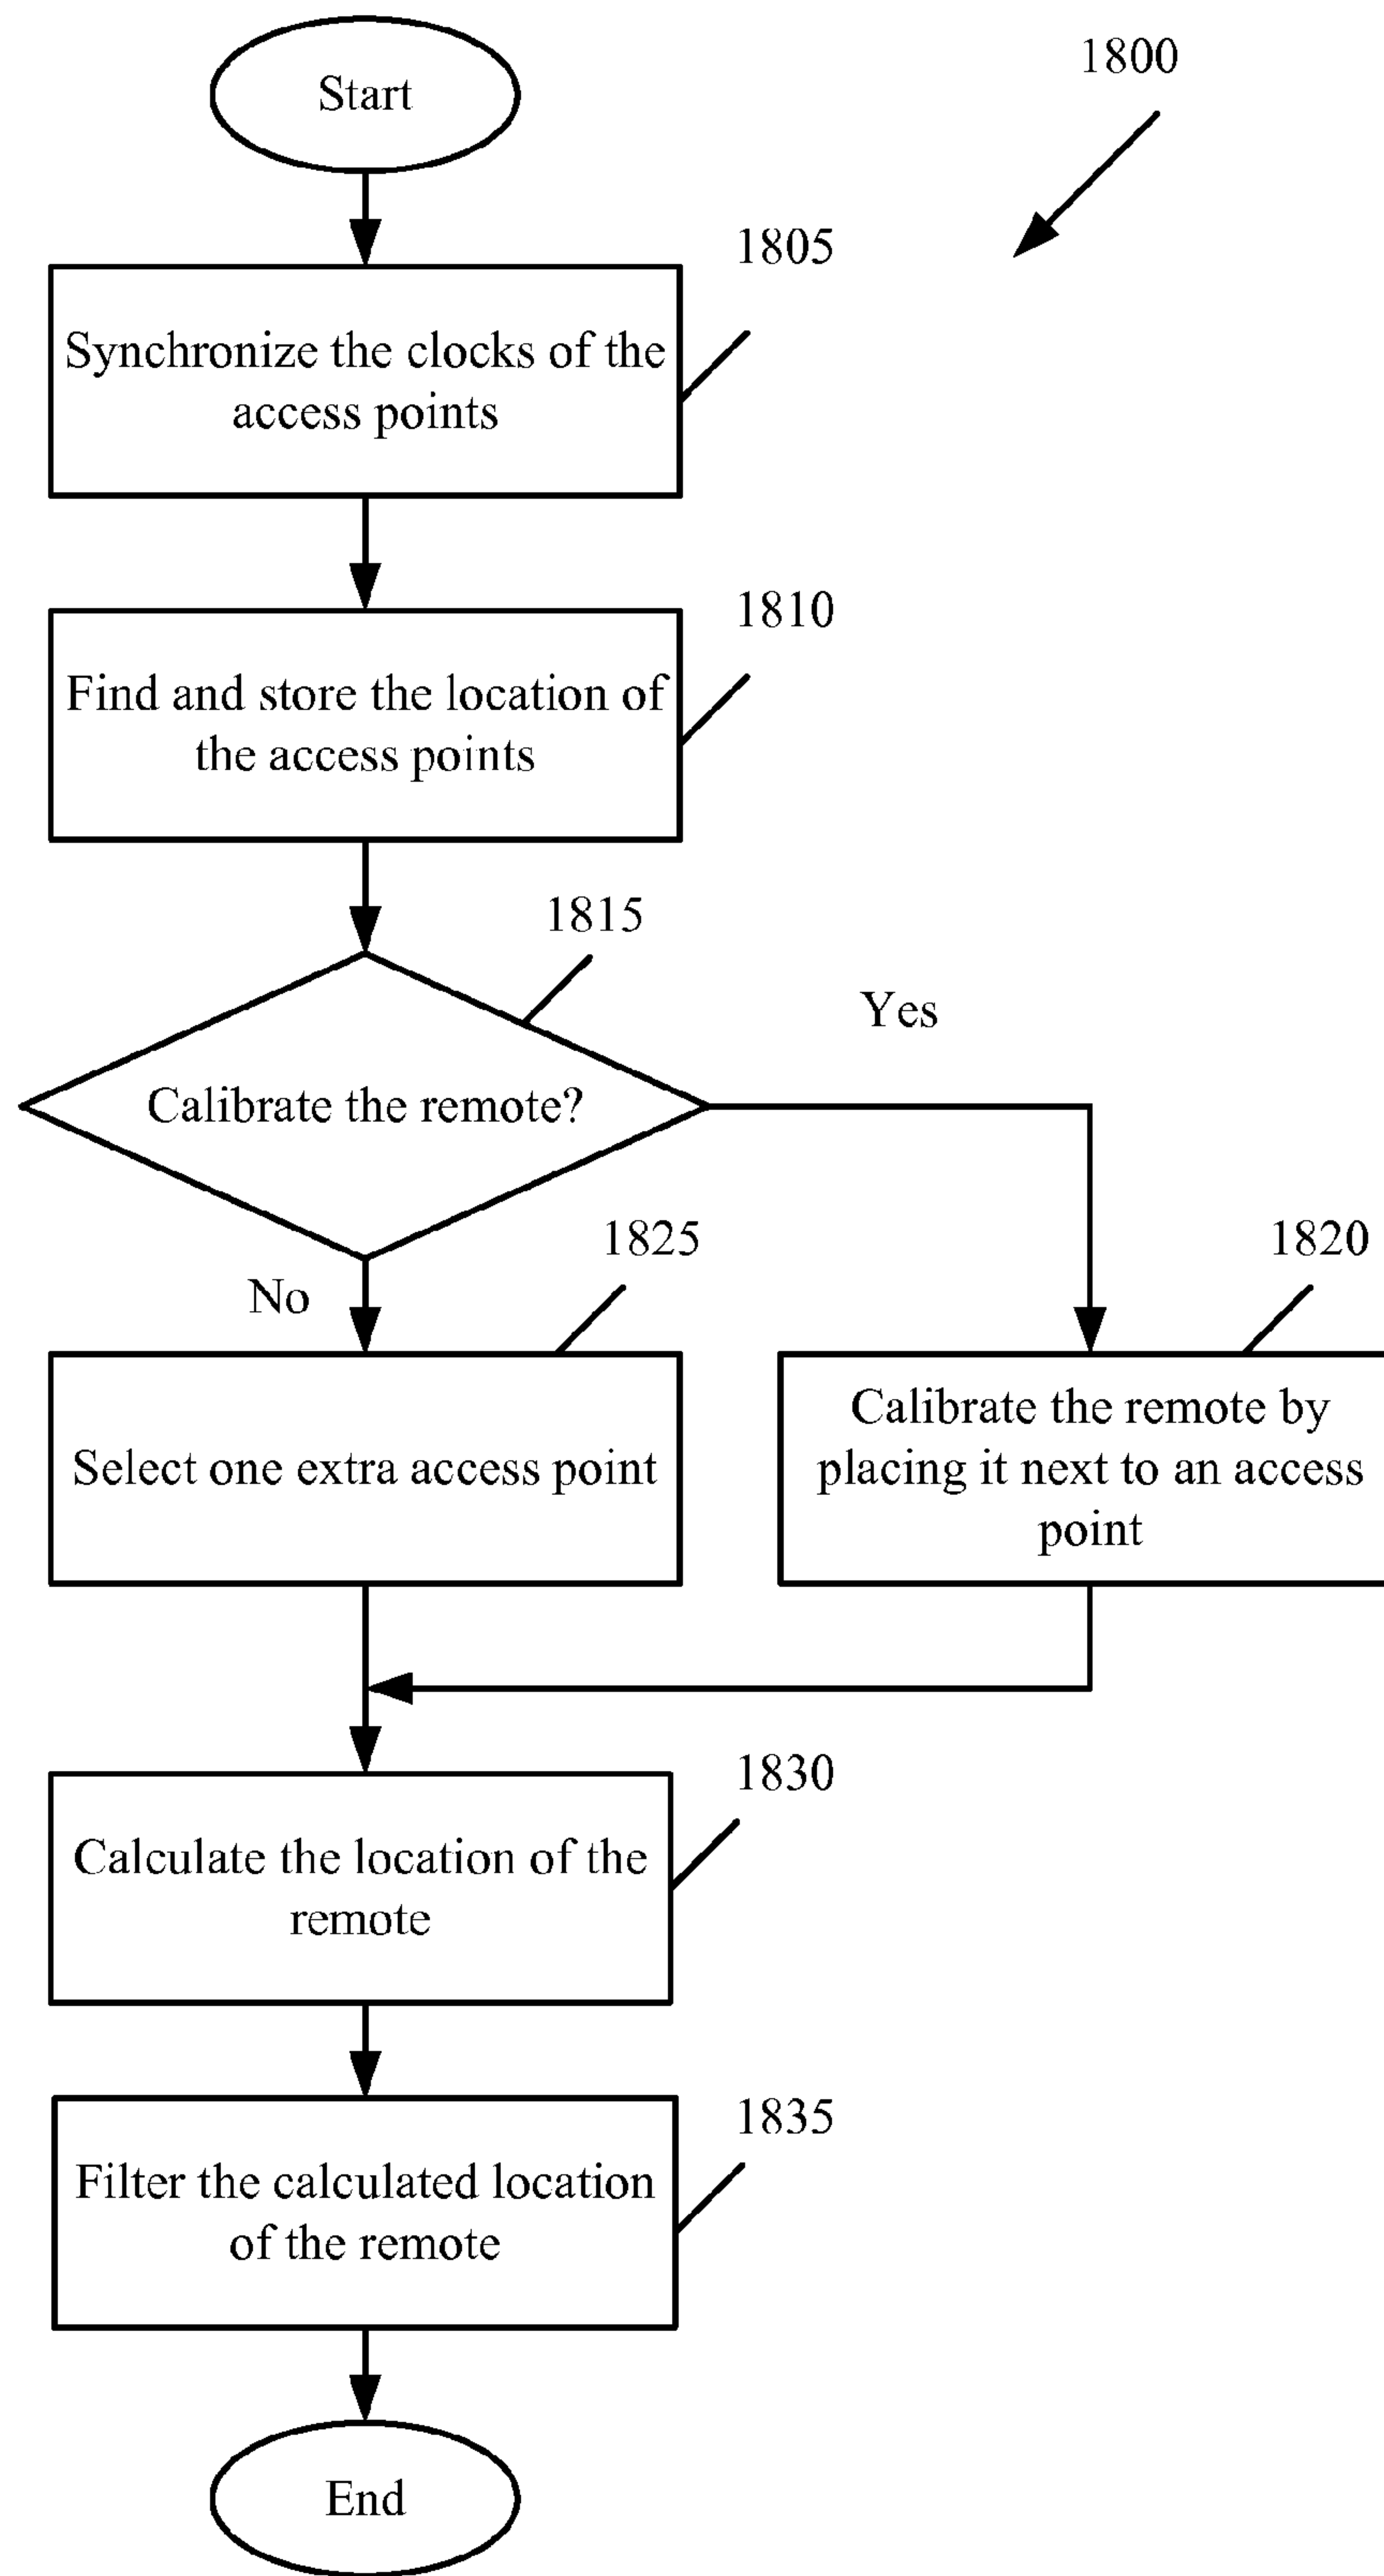 Start
1800
1805
Synchronize the clocks of the
access points
1810
Find and store the location of
the access points
1815
Calibrate the remote?
Yes
No
1825
Select one extra access point
1820
Calibrate the remote by
placing it next to an access
point
1830
Calculate the location of the
remote
1835
Filter the calculated location
of the remote
End